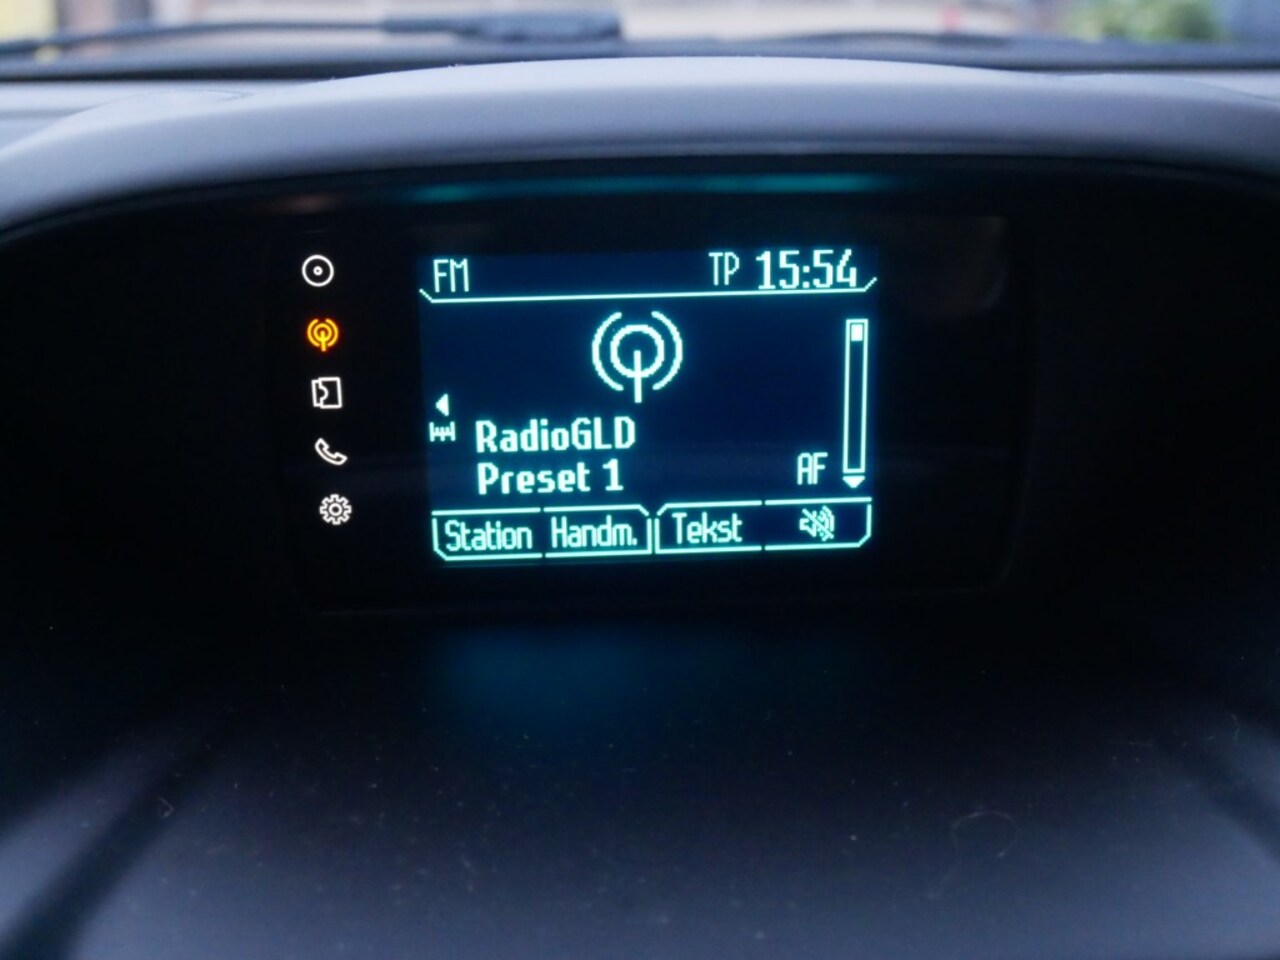 FM TP 15:54
RadioGLD
Preset 1 AF
Station Handm. Tekst